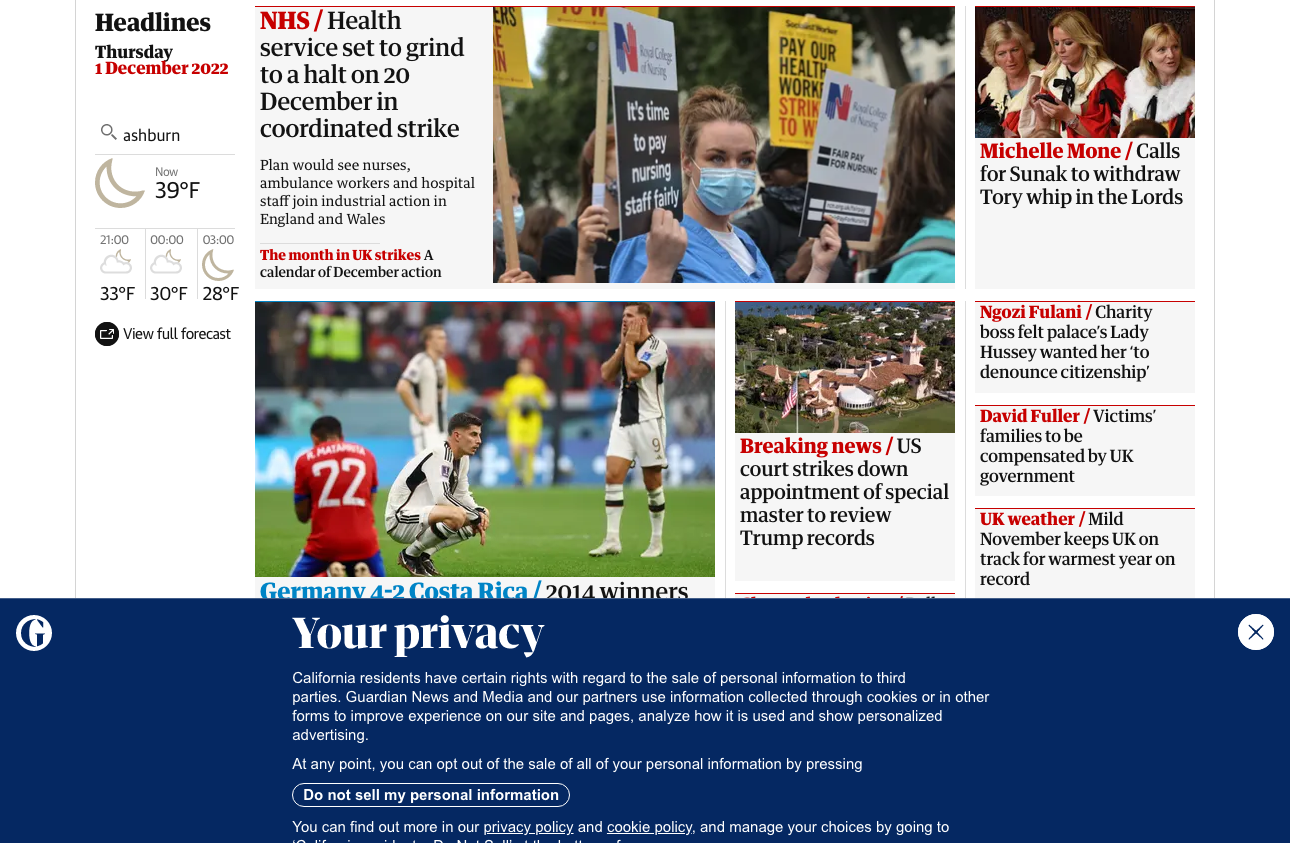 Headlines
Thursday
1 December 2022
ashburn
Now
39°F
21:00
00:00
03:00
33°F
30°F
28°F
View full forecast
NHS / Health
service set to grind
to a halt on 20
December in
coordinated strike
Plan would see nurses,
ambulance workers and hospital
staff join industrial action in
England and Wales
The month in UK strikes A
calendar of December action
Royal College
of Nursing
It's time
to pay
nursing
staff fairly
Socialist Worker
PAY OUR
HEALTH
WORKE
STRIKE
TO W
Royal College
of Nursing
FAIR PAY
FOR NURSING
Michelle Mone / Calls
for Sunak to withdraw
Tory whip in the Lords
R. MATARRITA
22
9
Germany 4-2 Costa Rica / 2014 winners
Breaking news / US
court strikes down
appointment of special
master to review
Trump records
Ngozi Fulani / Charity
boss felt palace’s Lady
Hussey wanted her ‘to
denounce citizenship’
David Fuller / Victims’
families to be
compensated by UK
government
UK weather / Mild
November keeps UK on
track for warmest year on
record
Your privacy
California residents have certain rights with regard to the sale of personal information to third
parties. Guardian News and Media and our partners use information collected through cookies or in other
forms to improve experience on our site and pages, analyze how it is used and show personalized
advertising.
At any point, you can opt out of the sale of all of your personal information by pressing
Do not sell my personal information
You can find out more in our privacy policy and cookie policy, and manage your choices by going to